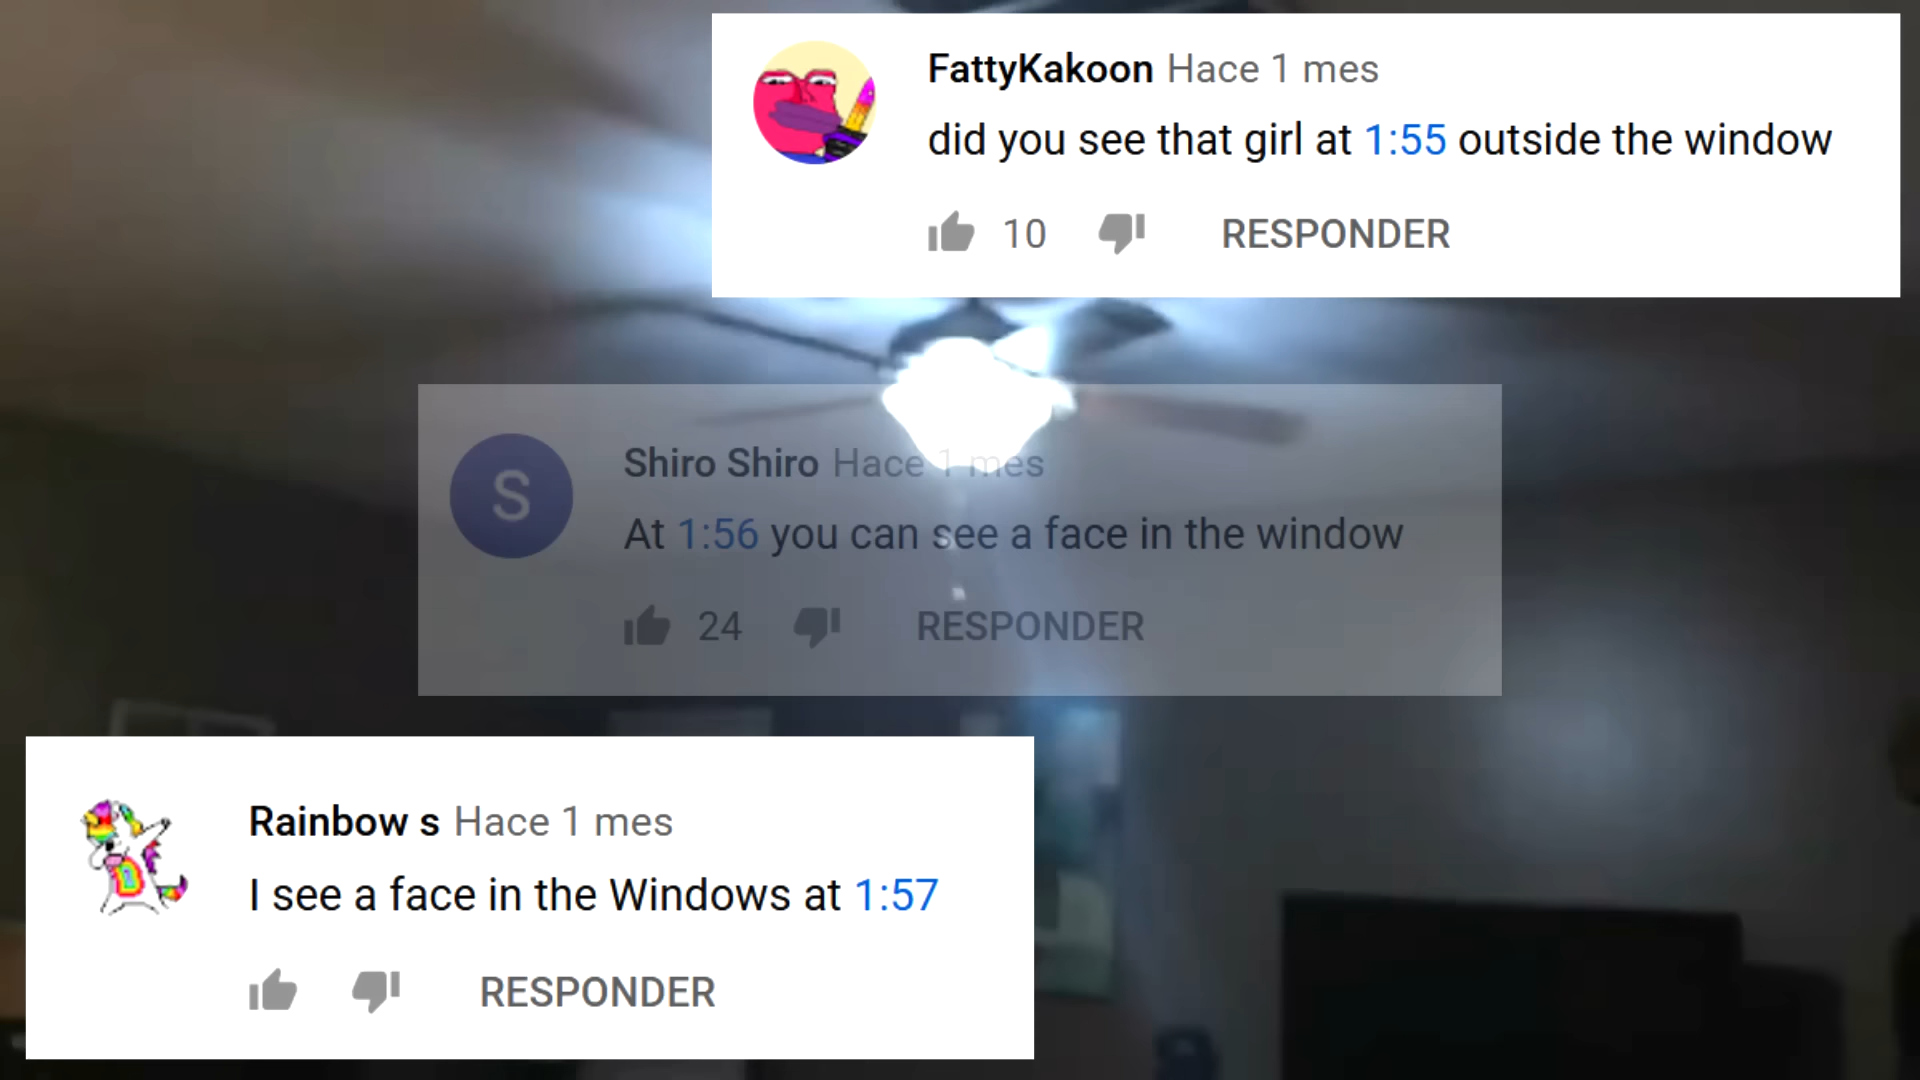 FattyKakoon Hace 1 mes
did you see that girl at 1:55 outside the window
10 RESPONDER
S
Shiro Shiro Hace 1 mes
At 1:56 you can see a face in the window
24 RESPONDER
Rainbow s Hace 1 mes
I see a face in the Windows at 1:57
RESPONDER